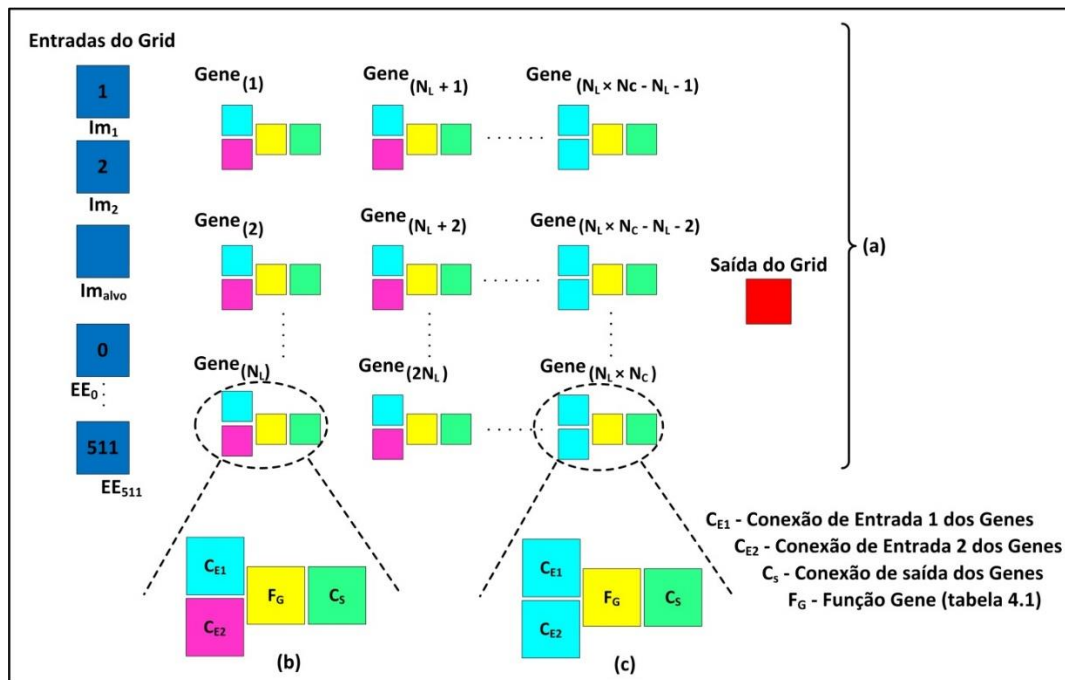 Entradas do Grid
1
Im1
2
Im2
Imalvo
0
EE0
511
EE511
Gene(1)
Gene(NL + 1)
Gene(NL × Nc - NL - 1)
Gene(2)
Gene(NL + 2)
Gene(NL × NC - NL - 2)
Gene(NL)
Gene(2NL)
Gene(NL × NC)
Saída do Grid
(a)
CE1
CE2
FG
CS
(b)
CE1
CE2
FG
CS
(c)
CE1 - Conexão de Entrada 1 dos Genes
CE2 - Conexão de Entrada 2 dos Genes
Cs - Conexão de saída dos Genes
FG - Função Gene (tabela 4.1)